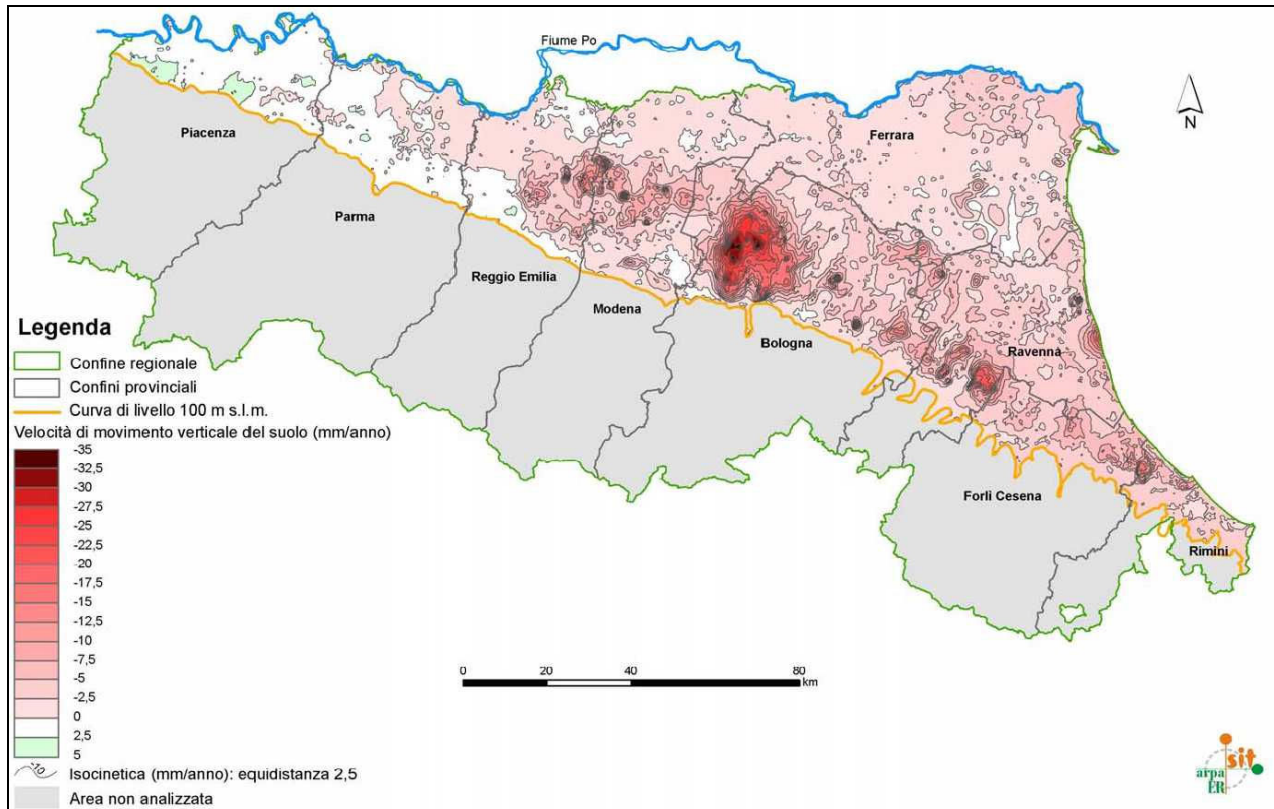 Fiume Po
N
Piacenza
Ferrara
Parma
Reggio Emilia
Modena
Bologna
Ravenna
Forlì Cesena
Rimini
Legenda
Confine regionale
Confini provinciali
Curva di livello 100 m s.l.m.
Velocità di movimento verticale del suolo (mm/anno)
-35
-32,5
-30
-27,5
-25
-22,5
-20
-17,5
-15
-12,5
-10
-7,5
-5
-2,5
0
2,5
5
-10
Isocinetica (mm/anno): equidistanza 2,5
Area non analizzata
0 20 40 80
km
sit
arpa
ER